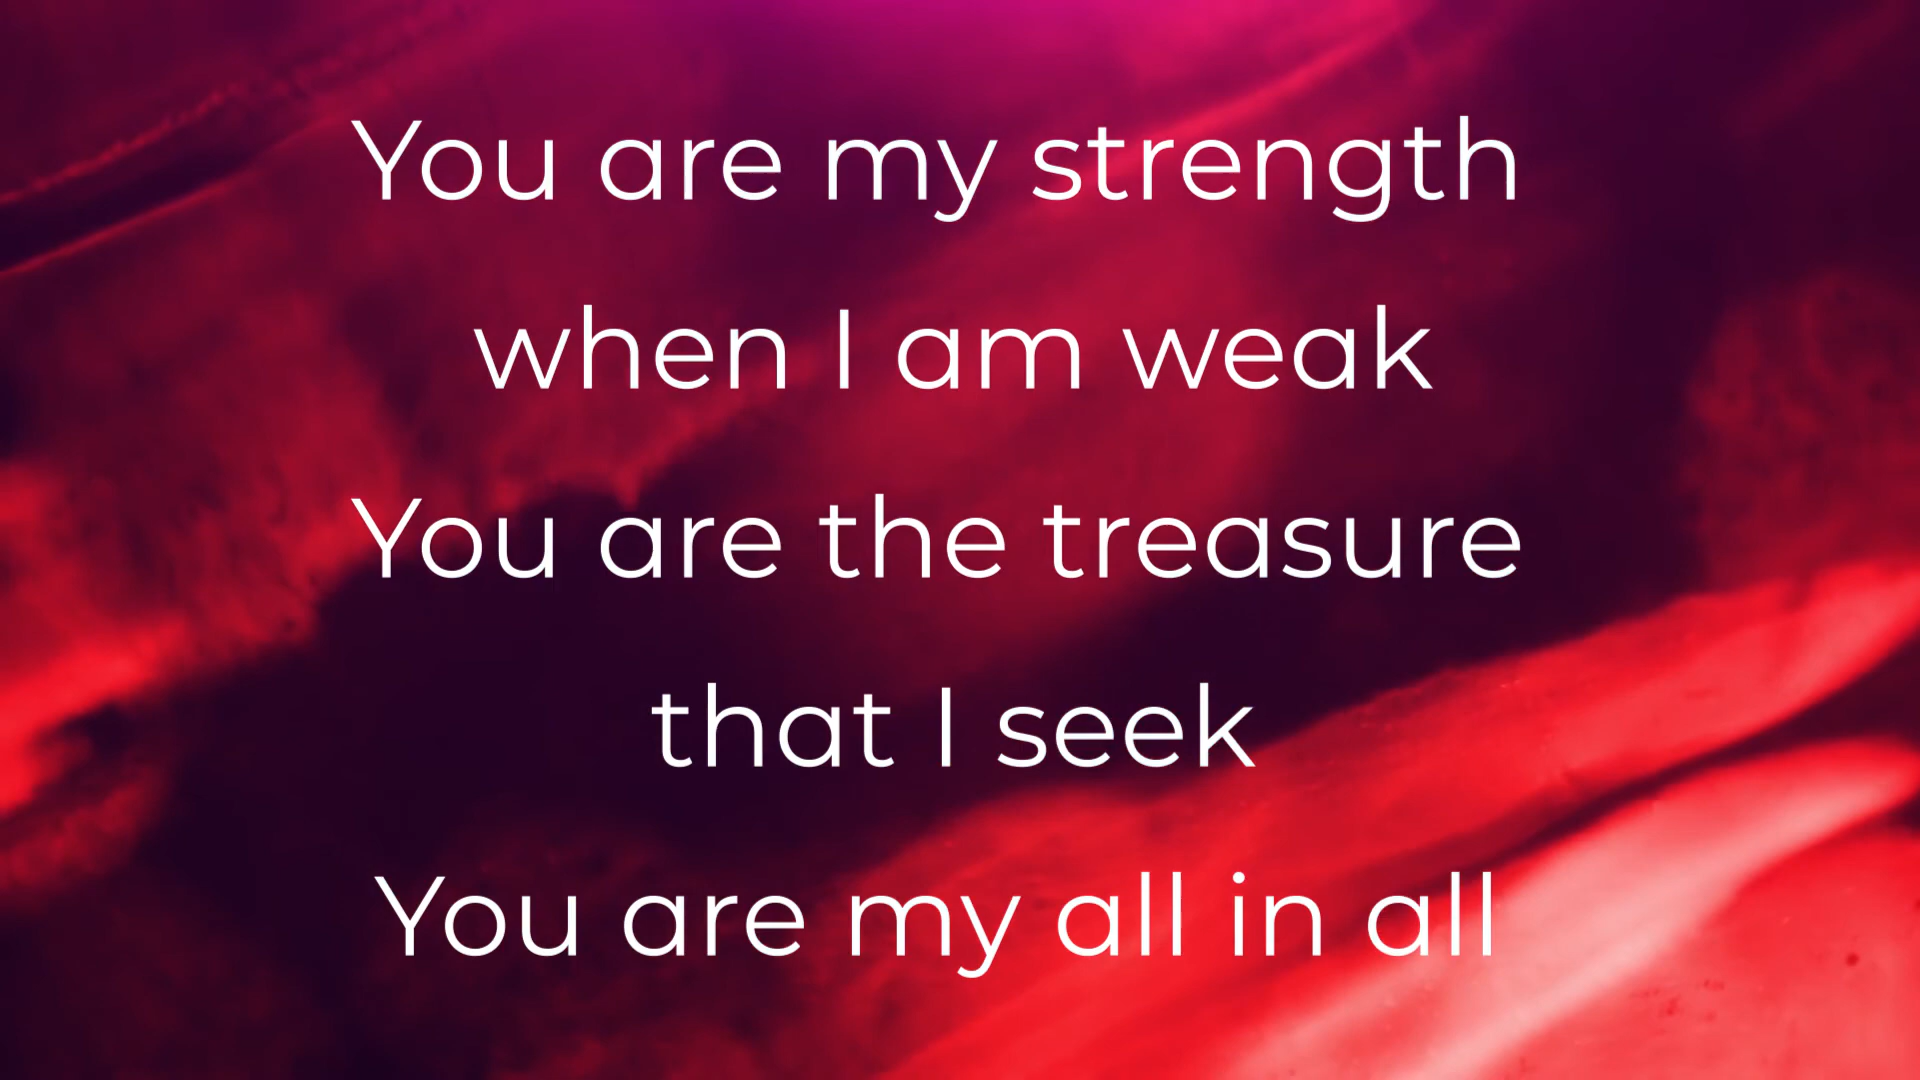 You are my strength
when I am weak
You are the treasure
that I seek
You are my all in all